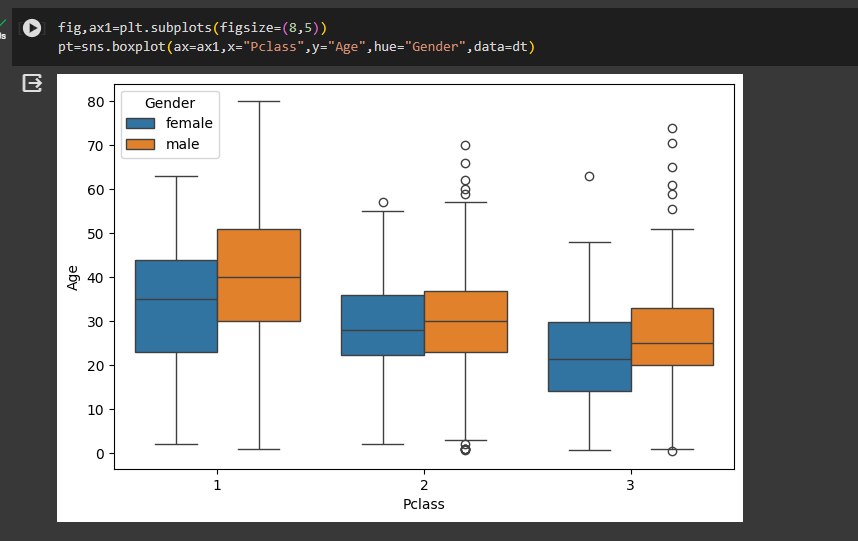 fig,ax1=plt.subplots(figsize=(8,5))
pt=sns.boxplot(ax=ax1,x="Pclass",y="Age",hue="Gender",data=dt)
Gender
female
male
80
70
60
50
40
30
20
10
0
Age
1 2 3
Pclass